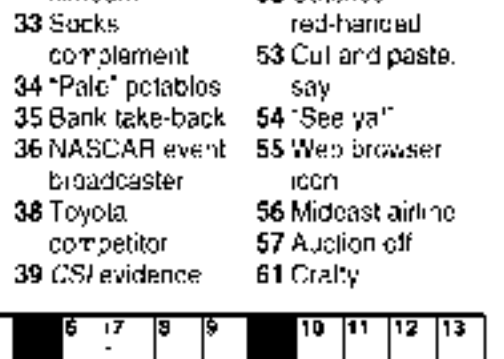 33 Socks
complement
34 "Pale" potables
35 Bank take-back
36 NASCAR event
broadcaster
38 Toyota
competitor
39 CSI evidence
red-handed
53 Cut and paste,
say
54 "See ya!"
55 Web browser
icon
56 Mideast airline
57 Auction off
61 Crafty
6 7 8 9 10 11 12 13